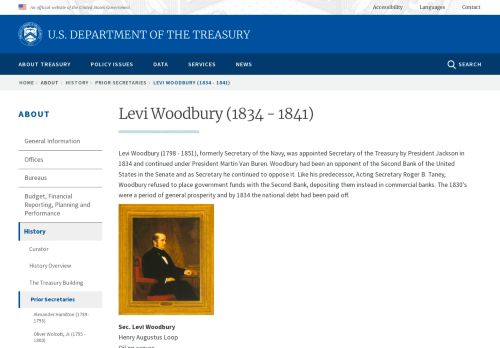 An official website of the United States Government
Accessibility Languages Contact
U.S. DEPARTMENT OF THE TREASURY
ABOUT TREASURY POLICY ISSUES DATA SERVICES NEWS SEARCH
HOME › ABOUT › HISTORY › PRIOR SECRETARIES › LEVI WOODBURY (1834 - 1841)
ABOUT
General Information
Offices
Bureaus
Budget, Financial
Reporting, Planning and
Performance
History
Curator
History Overview
The Treasury Building
Prior Secretaries
Alexander Hamilton (1789 -
1795)
Oliver Wolcott, Jr. (1795 -
1800)
Levi Woodbury (1834 - 1841)
Levi Woodbury (1798 - 1851), formerly Secretary of the Navy, was appointed Secretary of the Treasury by President Jackson in
1834 and continued under President Martin Van Buren. Woodbury had been an opponent of the Second Bank of the United
States in the Senate and as Secretary he continued to oppose it. Like his predecessor, Acting Secretary Roger B. Taney,
Woodbury refused to place government funds with the Second Bank, depositing them instead in commercial banks. The 1830's
were a period of general prosperity and by 1834 the national debt had been paid off.
Sec. Levi Woodbury
Henry Augustus Loop
Oil on canvas